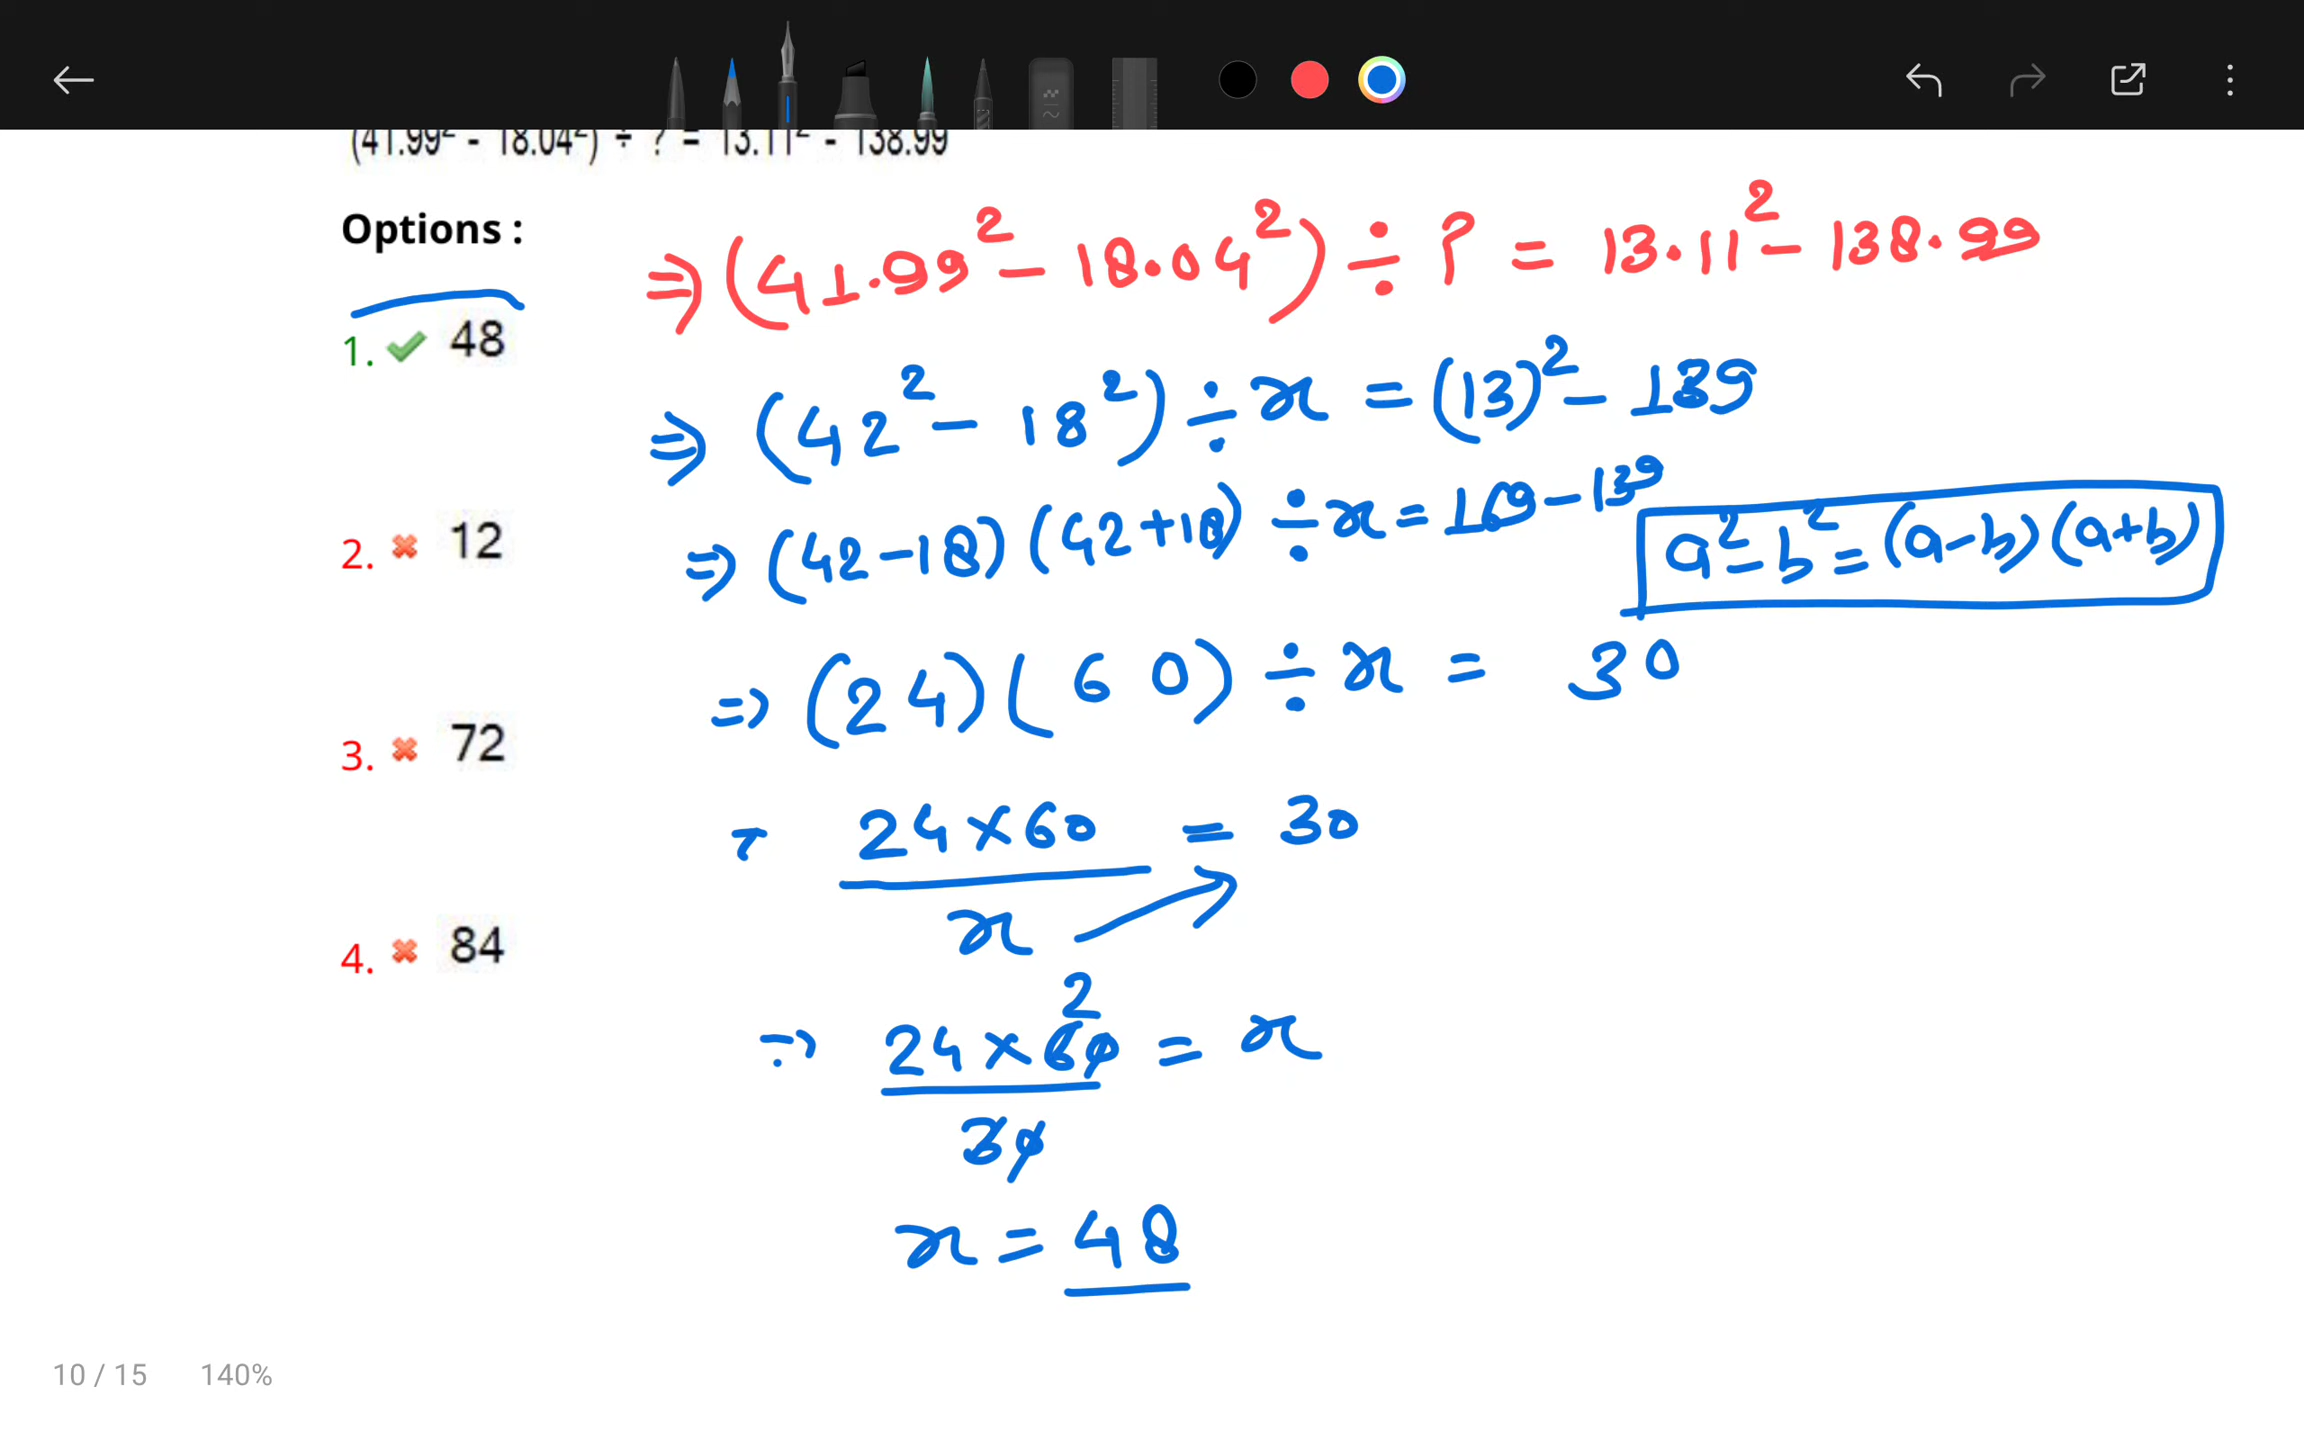 (41.99² - 18.04²) ÷ ? = 13.11² - 138.99
Options :
⇒ (41.99² - 18.04²) ÷ ? = 13.11² - 138.99
1. ✔ 48
⇒ (42² - 18²) ÷ x = (13)² - 139
⇒ (42-18) (42+18) ÷ x = 169-139
a²-b² = (a-b) (a+b)
2. ✖ 12
⇒ (24) (60) ÷ x = 30
3. ✖ 72
24×60 = 30
x
4. ✖ 84
2
24×60 = x
30
x = 48
10 / 15 140%